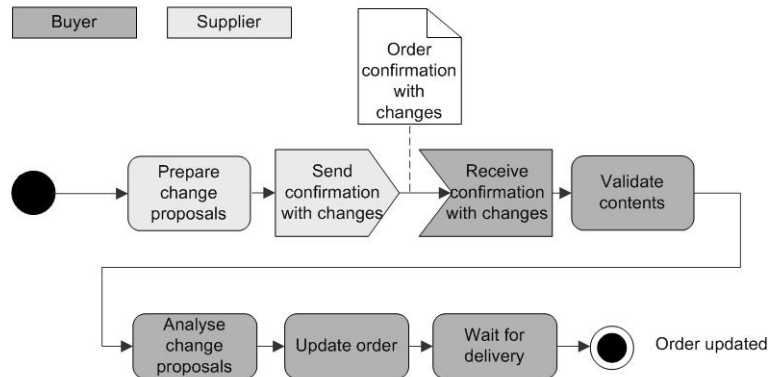 Buyer
Supplier
Order
confirmation
with
changes
Prepare
change
proposals
Send
confirmation
with changes
Receive
confirmation
with changes
Validate
contents
Analyse
change
proposals
Update order
Wait for
delivery
Order updated